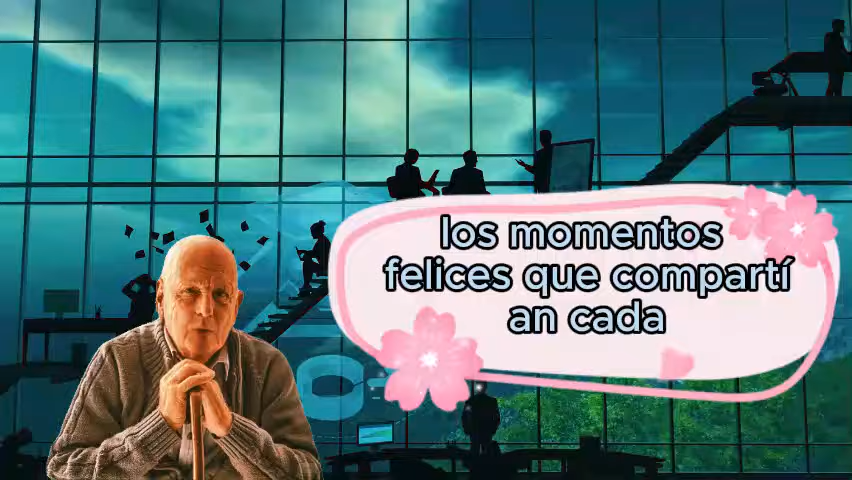 los momentos
felices que compartí
an cada